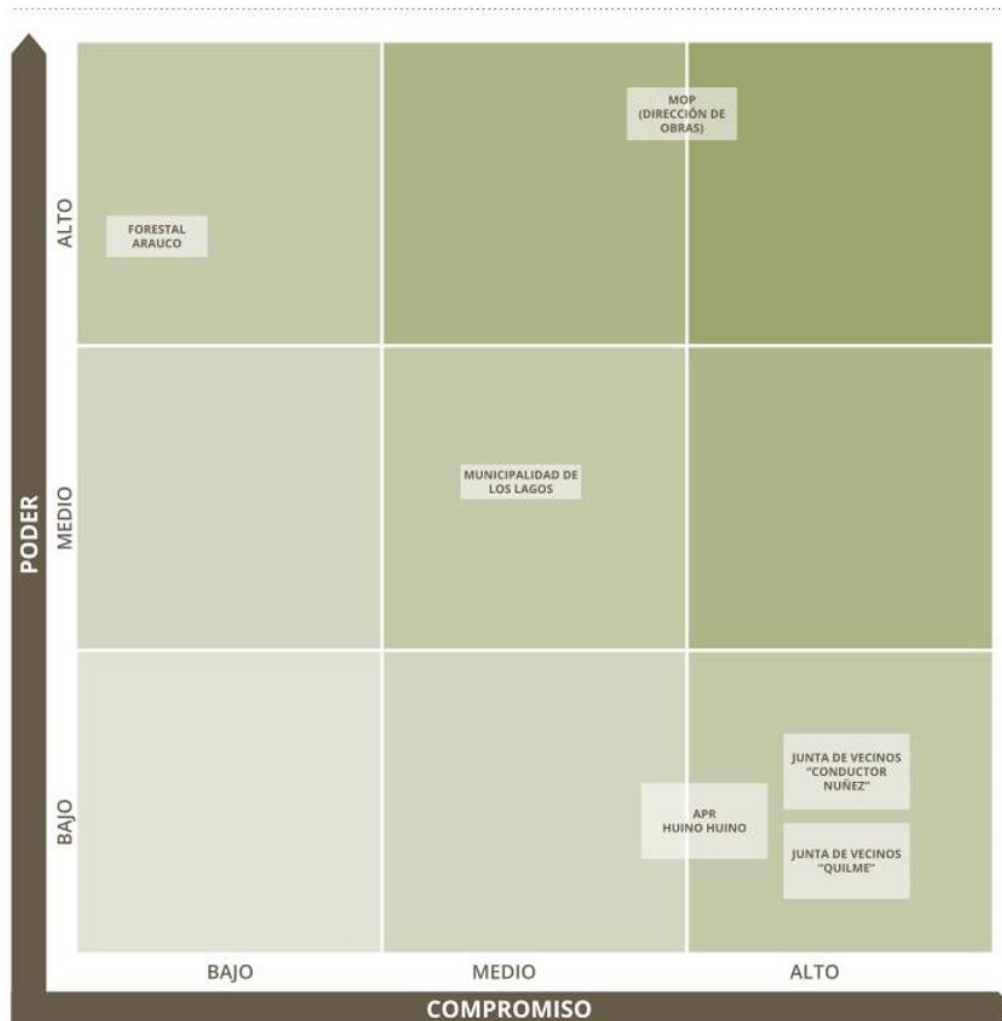 MOP
(DIRECCIÓN DE
OBRAS)
ALTO
FORESTAL
ARAUCO
MUNICIPALIDAD DE
LOS LAGOS
MEDIO
PODER
JUNTA DE VECINOS
“CONDUCTOR
NUÑEZ”
APR
HUINO HUINO
BAJO
JUNTA DE VECINOS
“QUILME”
BAJO MEDIO ALTO
COMPROMISO